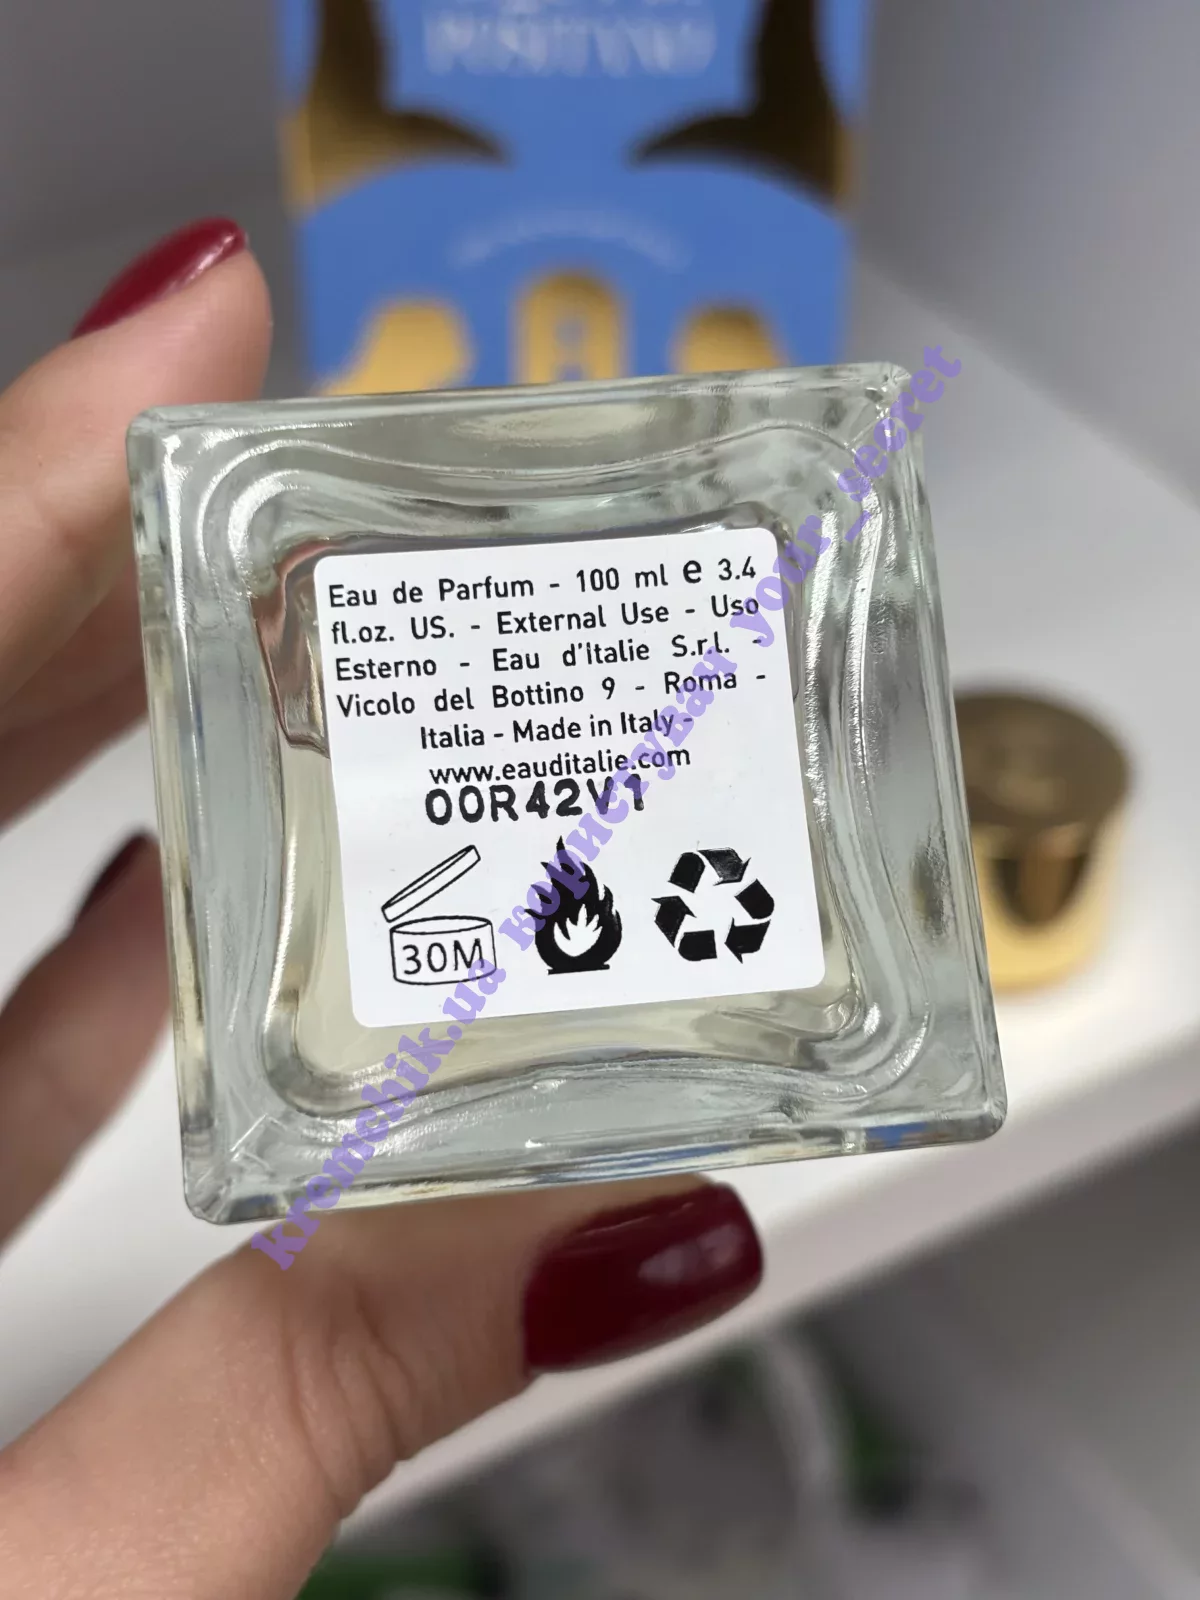 Eau de Parfum - 100 ml e 3.4
fl.oz. US. - External Use - Uso
Esterno - Eau d'Italie S.r.l. -
Vicolo del Bottino 9 - Roma -
Italia - Made in Italy -
www.eauditalie.com
00R42V1
30M
kremchik.ua користувач your_secret